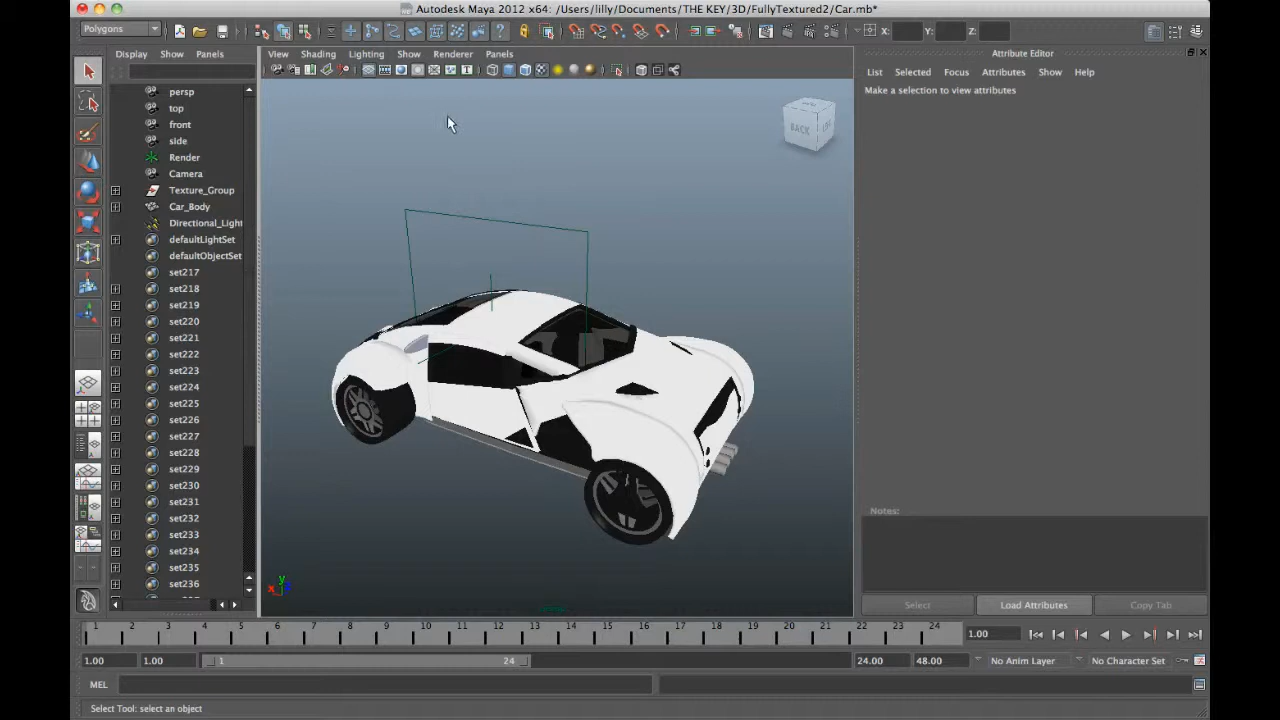 Autodesk Maya 2012 x64: /Users/lilly/Documents/THE KEY/3D/FullyTextured2/Car.mb*
Polygons
X:
Y:
Z:
Display Show Panels
View Shading Lighting Show Renderer Panels
Attribute Editor
List Selected Focus Attributes Show Help
Make a selection to view attributes
persp
top
front
side
Render
Camera
Texture_Group
Car_Body
Directional_Light
defaultLightSet
defaultObjectSet
set217
set218
set219
set220
set221
set222
set223
set224
set225
set226
set227
set228
set229
set230
set231
set232
set233
set234
set235
set236
BACK
y
x
Notes:
Select Load Attributes Copy Tab
1 2 3 4 5 6 7 8 9 10 11 12 13 14 15 16 17 18 19 20 21 22 23 24
1.00
1.00 1.00 1 24 24.00 48.00 No Anim Layer No Character Set
MEL
Select Tool: select an object